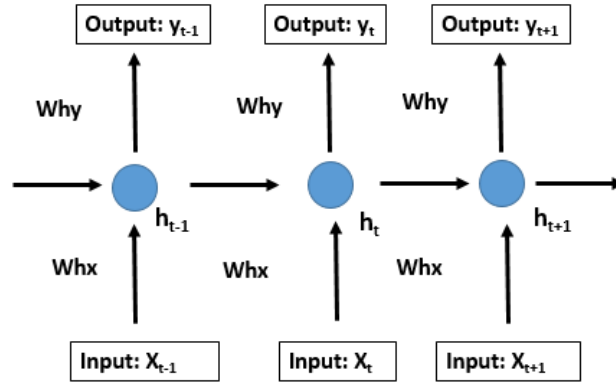 Output: yt-1 Output: yt Output: yt+1
Why Why Why
ht-1 ht ht+1
Whx Whx Whx
Input: Xt-1 Input: Xt Input: Xt+1